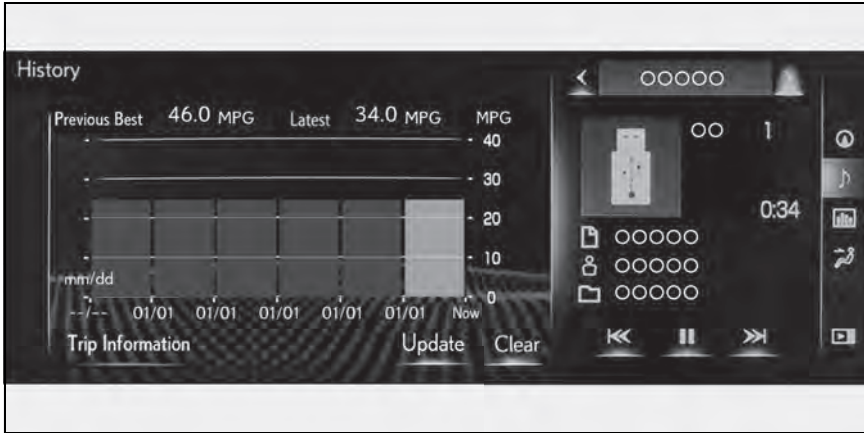 History
Previous Best 46.0 MPG Latest 34.0 MPG MPG
40
30
20
10
0
mm/dd
--/-- 01/01 01/01 01/01 01/01 01/01 Now
Trip Information Update Clear
OOOOO
OO 1
0:34
OOOOO
OOOOO
OOOOO